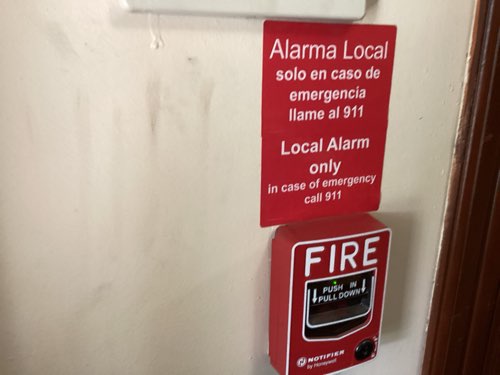 Alarma Local
solo en caso de
emergencia
llame al 911
Local Alarm
only
in case of emergency
call 911
FIRE
PUSH IN
PULL DOWN
NOTIFIER
by Honeywell